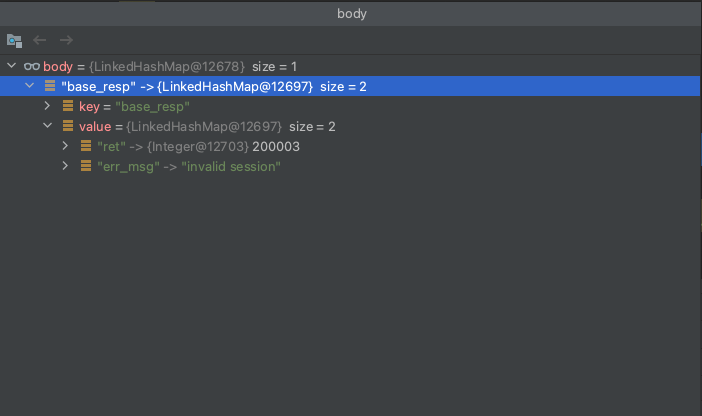 body
body = {LinkedHashMap@12678} size = 1
"base_resp" -> {LinkedHashMap@12697} size = 2
key = "base_resp"
value = {LinkedHashMap@12697} size = 2
"ret" -> {Integer@12703} 200003
"err_msg" -> "invalid session"